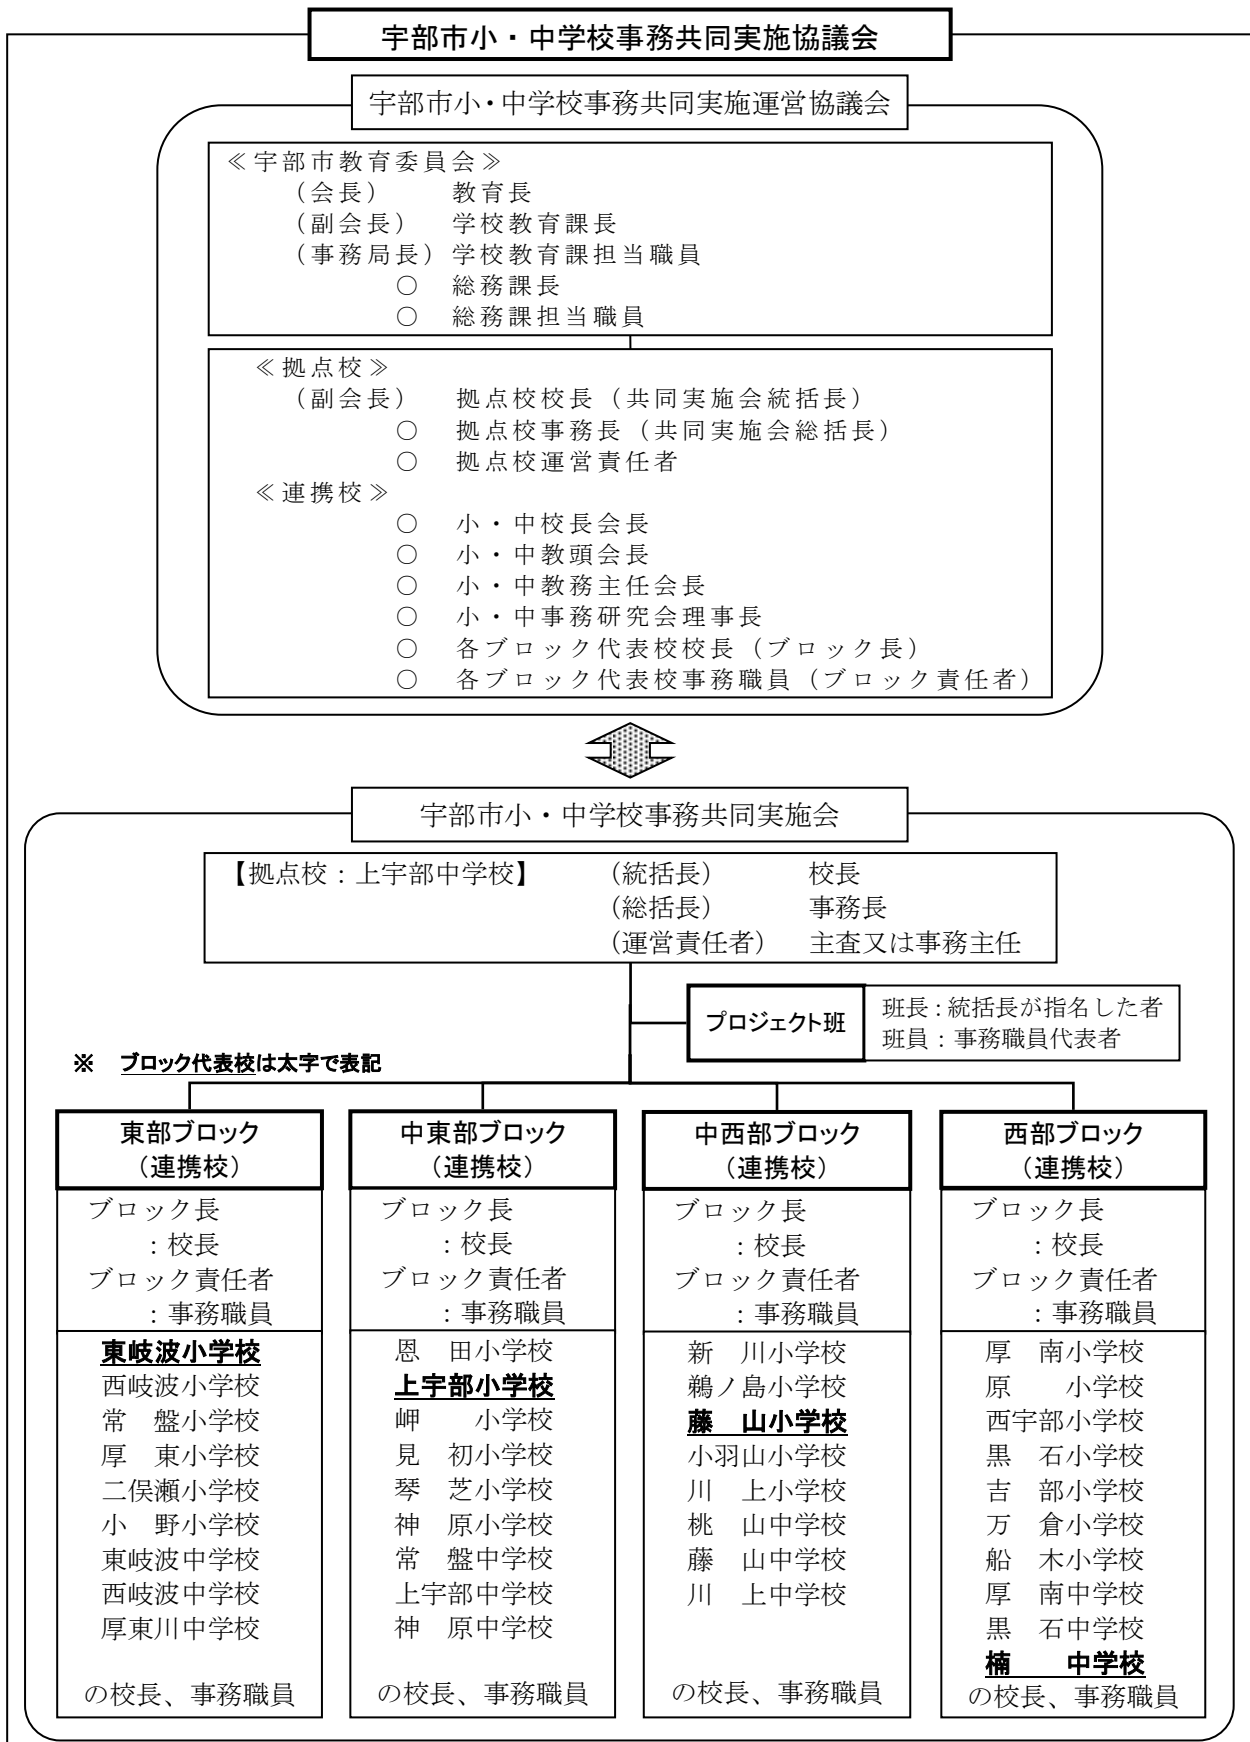 宇部市小・中学校事務共同実施協議会
宇部市小・中学校事務共同実施運営協議会
≪宇部市教育委員会≫
（会長）　教育長
（副会長）　学校教育課長
（事務局長）学校教育課担当職員
○　総務課長
○　総務課担当職員
≪拠点校≫
（副会長）　拠点校校長（共同実施会統括長）
○　拠点校事務長（共同実施会総括長）
○　拠点校運営責任者
≪連携校≫
○　小・中校長会長
○　小・中教頭会長
○　小・中教務主任会長
○　小・中事務研究会理事長
○　各ブロック代表校校長（ブロック長）
○　各ブロック代表校事務職員（ブロック責任者）
宇部市小・中学校事務共同実施会
【拠点校：上宇部中学校】　（統括長）　校長
（総括長）　事務長
（運営責任者）　主査又は事務主任
プロジェクト班
班長：統括長が指名した者
班員：事務職員代表者
※　ブロック代表校は太字で表記
東部ブロック
（連携校）
ブロック長
：校長
ブロック責任者
：事務職員
東岐波小学校
西岐波小学校
常　盤小学校
厚　東小学校
二俣瀬小学校
小　野小学校
東岐波中学校
西岐波中学校
厚東川中学校
の校長、事務職員
中東部ブロック
（連携校）
ブロック長
：校長
ブロック責任者
：事務職員
恩　田小学校
上宇部小学校
岬　　小学校
見　初小学校
琴　芝小学校
神　原小学校
常　盤中学校
上宇部中学校
神　原中学校
の校長、事務職員
中西部ブロック
（連携校）
ブロック長
：校長
ブロック責任者
：事務職員
新　川小学校
鵜ノ島小学校
藤　山小学校
小羽山小学校
川　上小学校
桃　山中学校
藤　山中学校
川　上中学校
の校長、事務職員
西部ブロック
（連携校）
ブロック長
：校長
ブロック責任者
：事務職員
厚　南小学校
原　　小学校
西宇部小学校
黒　石小学校
吉　部小学校
万　倉小学校
船　木小学校
厚　南中学校
黒　石中学校
楠　　中学校
の校長、事務職員